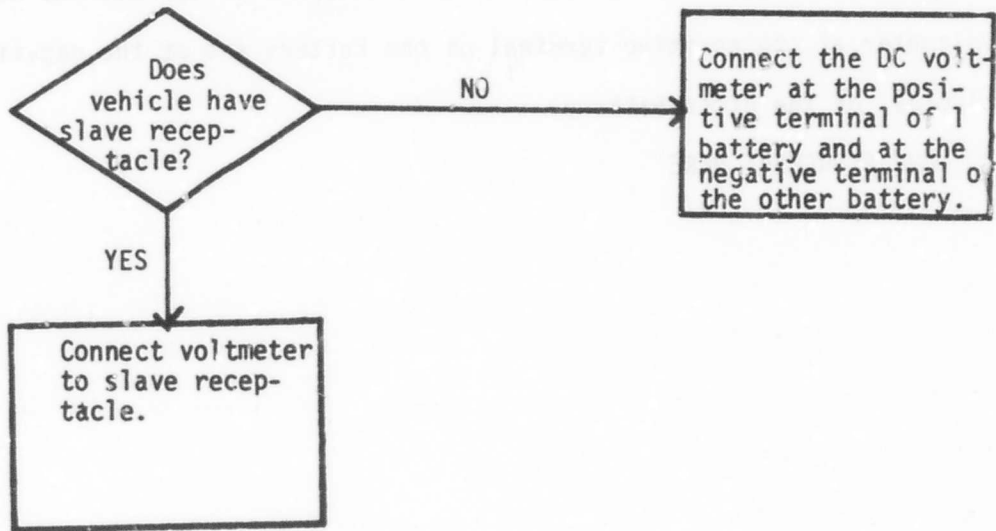 Does
vehicle have
slave recep-
tacle?
NO
Connect the DC volt-
meter at the posi-
tive terminal of 1
battery and at the
negative terminal o
the other battery.
YES
Connect voltmeter
to slave recep-
tacle.